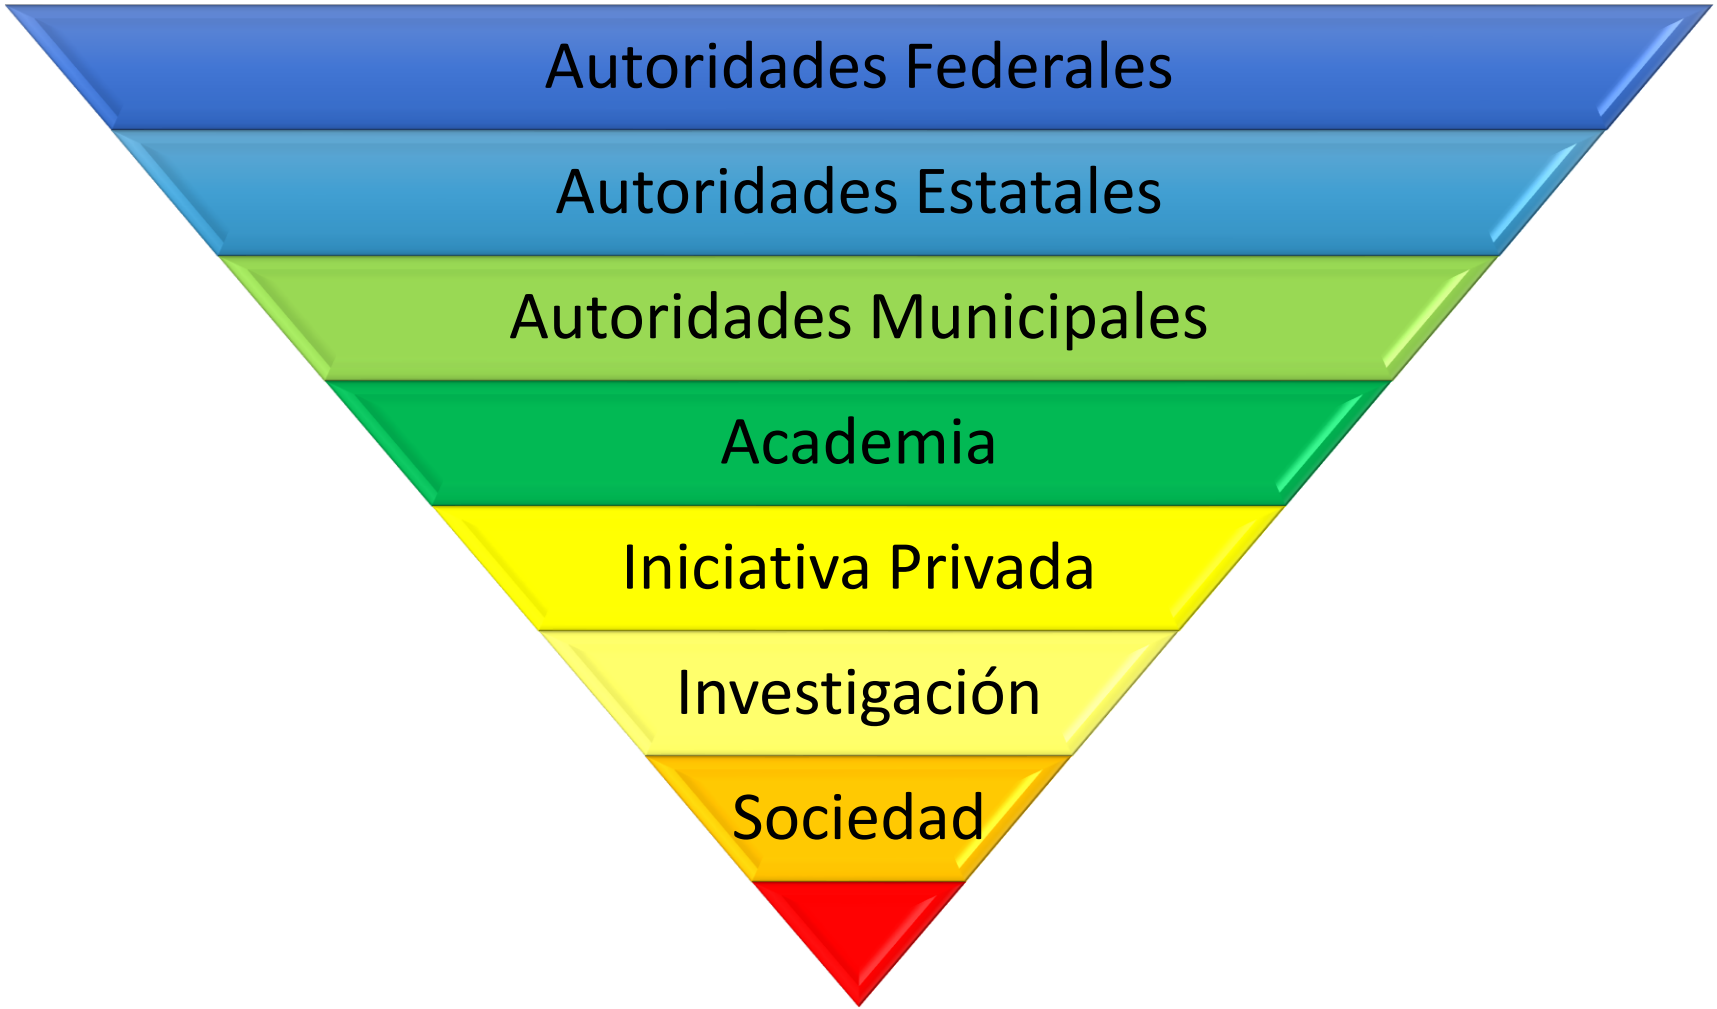 Autoridades Federales
Autoridades Estatales
Autoridades Municipales
Academia
Iniciativa Privada
Investigación
Sociedad